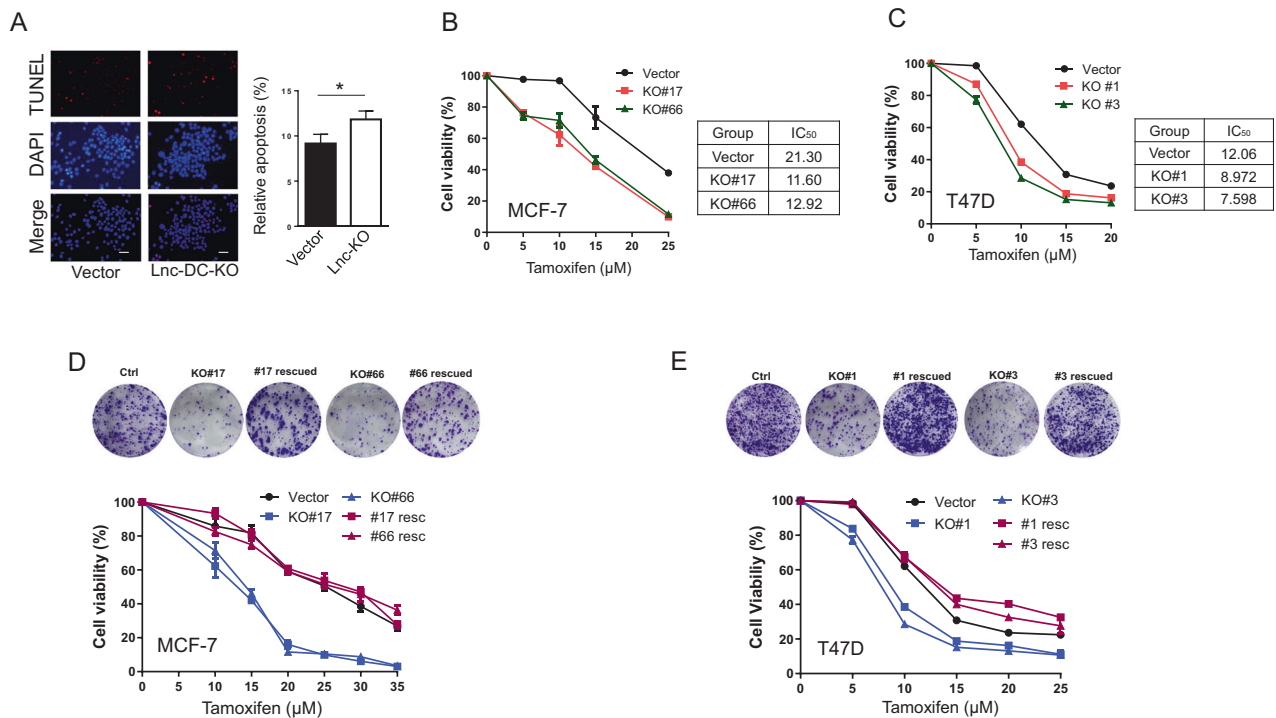 A
TUNEL
DAPI
Merge
Vector
Lnc-DC-KO
Relative apoptosis (%)
15
10
5
0
*
Vector
Lnc-KO
B
Cell viability (%)
100
80
60
40
20
0
0 5 10 15 20 25
Tamoxifen (µM)
MCF-7
Vector
KO#17
KO#66
Group IC50
Vector 21.30
KO#17 11.60
KO#66 12.92
C
Cell viability (%)
100
80
60
40
20
0
0 5 10 15 20
Tamoxifen (µM)
T47D
Vector
KO #1
KO #3
Group IC50
Vector 12.06
KO#1 8.972
KO#3 7.598
D
Ctrl KO#17 #17 rescued KO#66 #66 rescued
Cell viability (%)
100
80
60
40
20
0
0 5 10 15 20 25 30 35
Tamoxifen (µM)
MCF-7
Vector KO#66
KO#17 #17 resc
#66 resc
E
Ctrl KO#1 #1 rescued KO#3 #3 rescued
Cell Viability (%)
100
80
60
40
20
0
0 5 10 15 20 25
Tamoxifen (µM)
T47D
Vector KO#3
KO#1 #1 resc
#3 resc